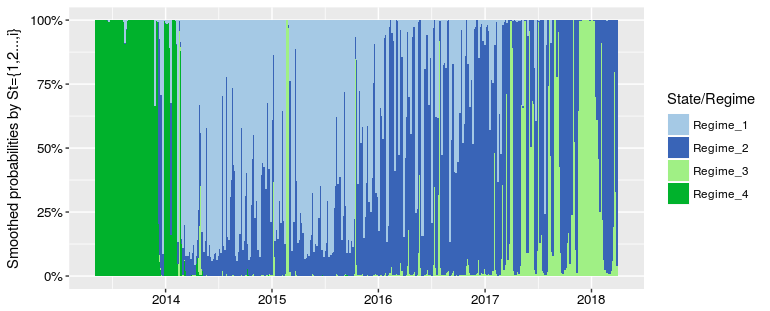 Smoothed probabilities by St={1,2...,i}
100%
75%
50%
25%
0%
2014
2015
2016
2017
2018
State/Regime
Regime_1
Regime_2
Regime_3
Regime_4